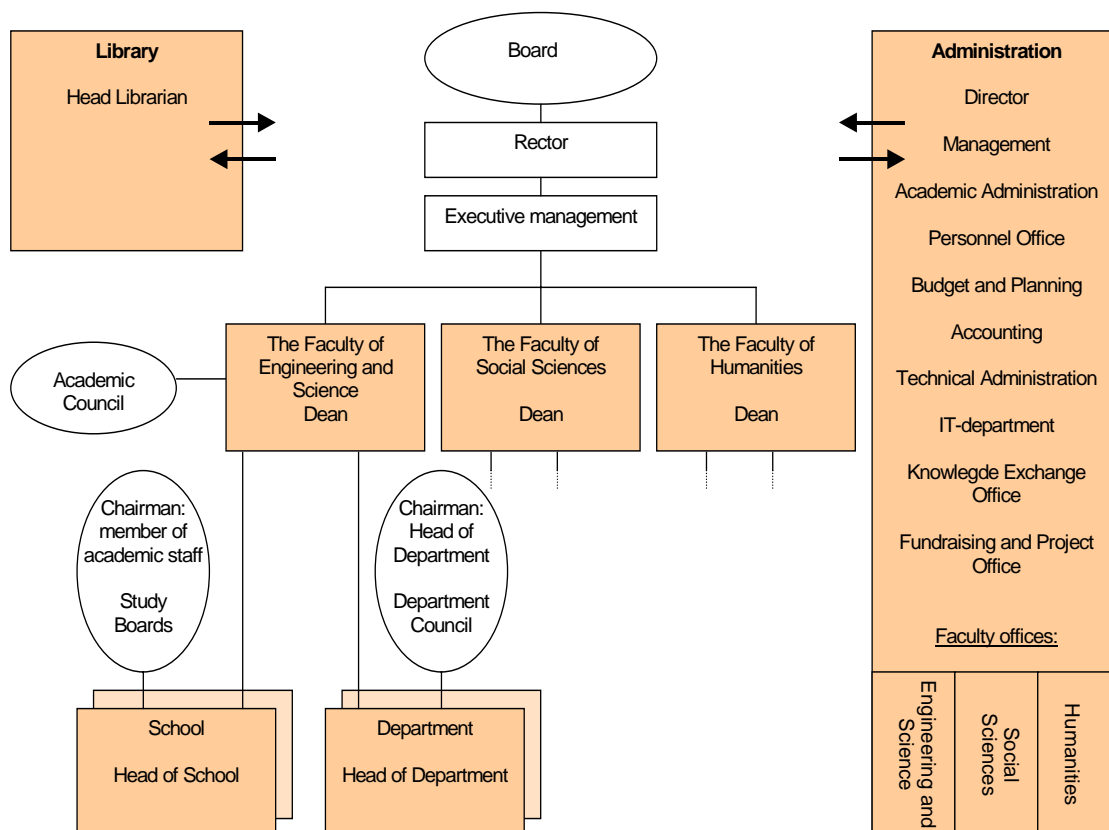 Library
Head Librarian
Board
Rector
Executive management
The Faculty of
Engineering and
Science
Dean
The Faculty of
Social Sciences
Dean
The Faculty of
Humanities
Dean
Academic
Council
Chairman:
member of
academic staff
Study
Boards
Chairman:
Head of
Department
Department
Council
School
Head of School
Department
Head of Department
Administration
Director
Management
Academic Administration
Personnel Office
Budget and Planning
Accounting
Technical Administration
IT-department
Knowlegde Exchange
Office
Fundraising and Project
Office
Faculty offices:
Engineering and
Science
Social
Sciences
Humanities